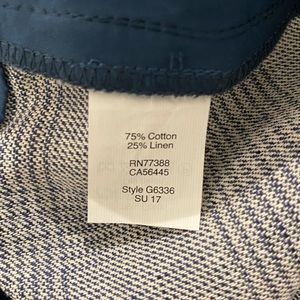 75% Cotton
25% Linen
RN77388
CA56445
Style G6336
SU 17